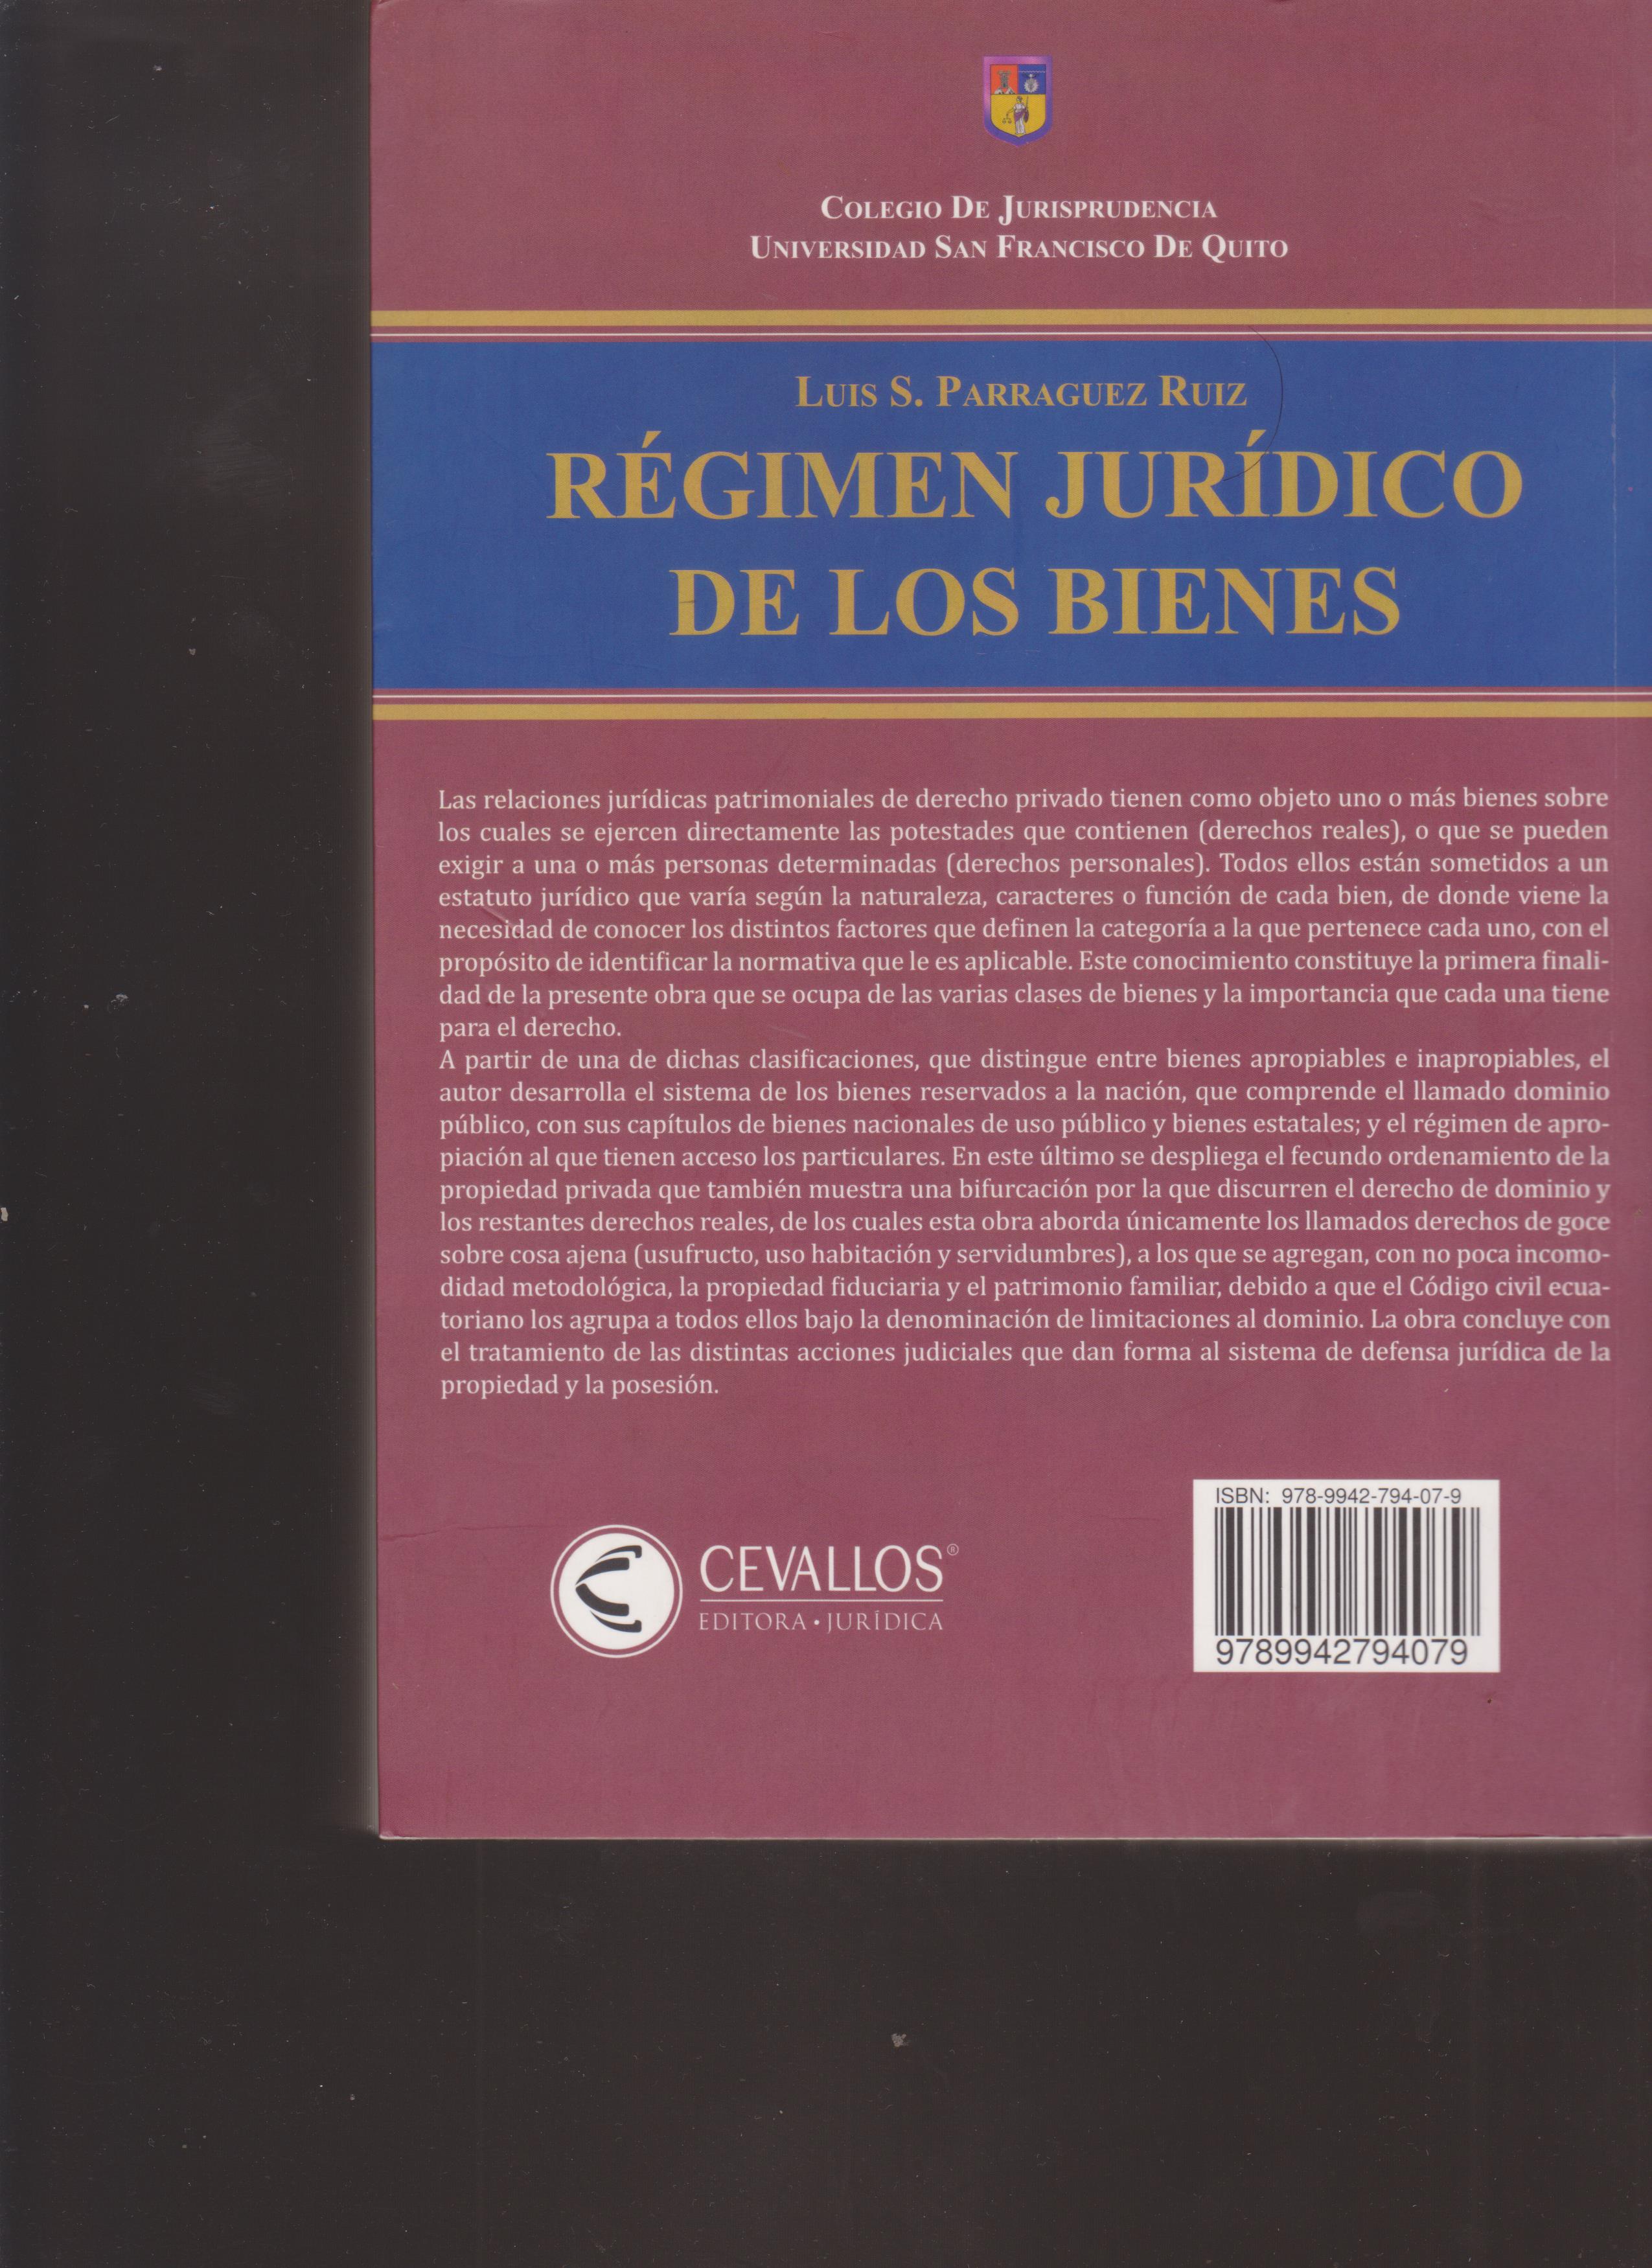 COLEGIO DE JURISPRUDENCIA
UNIVERSIDAD SAN FRANCISCO DE QUITO
LUIS S. PARRAGUEZ RUIZ
RÉGIMEN JURÍDICO
DE LOS BIENES
Las relaciones jurídicas patrimoniales de derecho privado tienen como objeto uno o más bienes sobre
los cuales se ejercen directamente las potestades que contienen (derechos reales), o que se pueden
exigir a una o más personas determinadas (derechos personales). Todos ellos están sometidos a un
estatuto jurídico que varía según la naturaleza, caracteres o función de cada bien, de donde viene la
necesidad de conocer los distintos factores que definen la categoría a la que pertenece cada uno, con el
propósito de identificar la normativa que le es aplicable. Este conocimiento constituye la primera finali-
dad de la presente obra que se ocupa de las varias clases de bienes y la importancia que cada una tiene
para el derecho.
A partir de una de dichas clasificaciones, que distingue entre bienes apropiables e inapropiables, el
autor desarrolla el sistema de los bienes reservados a la nación, que comprende el llamado dominio
público, con sus capítulos de bienes nacionales de uso público y bienes estatales; y el régimen de apro-
piación al que tienen acceso los particulares. En este último se despliega el fecundo ordenamiento de la
propiedad privada que también muestra una bifurcación por la que discurren el derecho de dominio y
los restantes derechos reales, de los cuales esta obra aborda únicamente los llamados derechos de goce
sobre cosa ajena (usufructo, uso habitación y servidumbres), a los que se agregan, con no poca incomo-
didad metodológica, la propiedad fiduciaria y el patrimonio familiar, debido a que el Código civil ecua-
toriano los agrupa a todos ellos bajo la denominación de limitaciones al dominio. La obra concluye con
el tratamiento de las distintas acciones judiciales que dan forma al sistema de defensa jurídica de la
propiedad y la posesión.
CEVALLOS®
EDITORA • JURÍDICA
ISBN: 978-9942-794-07-9
9789942794079